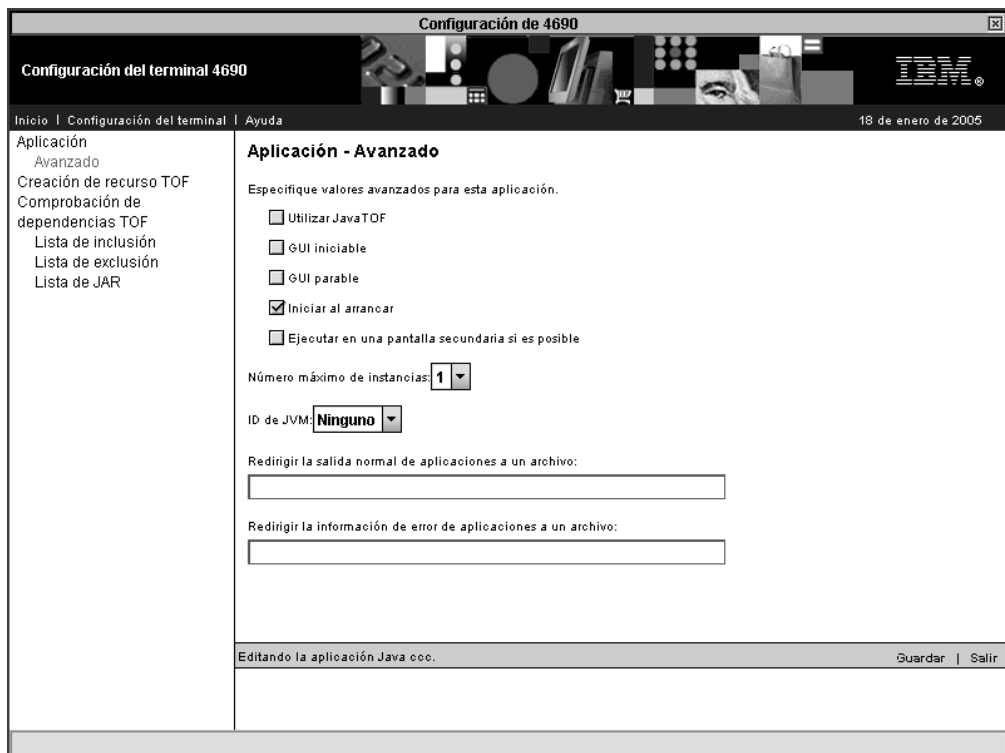 Configuración de 4690
Configuración del terminal 4690
IBM®
Inicio | Configuración del terminal | Ayuda
18 de enero de 2005
Aplicación
Avanzado
Creación de recurso TOF
Comprobación de
dependencias TOF
Lista de inclusión
Lista de exclusión
Lista de JAR
Aplicación - Avanzado
Especifique valores avanzados para esta aplicación.
Utilizar JavaTOF
GUI iniciable
GUI parable
Iniciar al arrancar
Ejecutar en una pantalla secundaria si es posible
Número máximo de instancias: 1
ID de JVM: Ninguno
Redirigir la salida normal de aplicaciones a un archivo:
Redirigir la información de error de aplicaciones a un archivo:
Editando la aplicación Java ccc.
Guardar | Salir